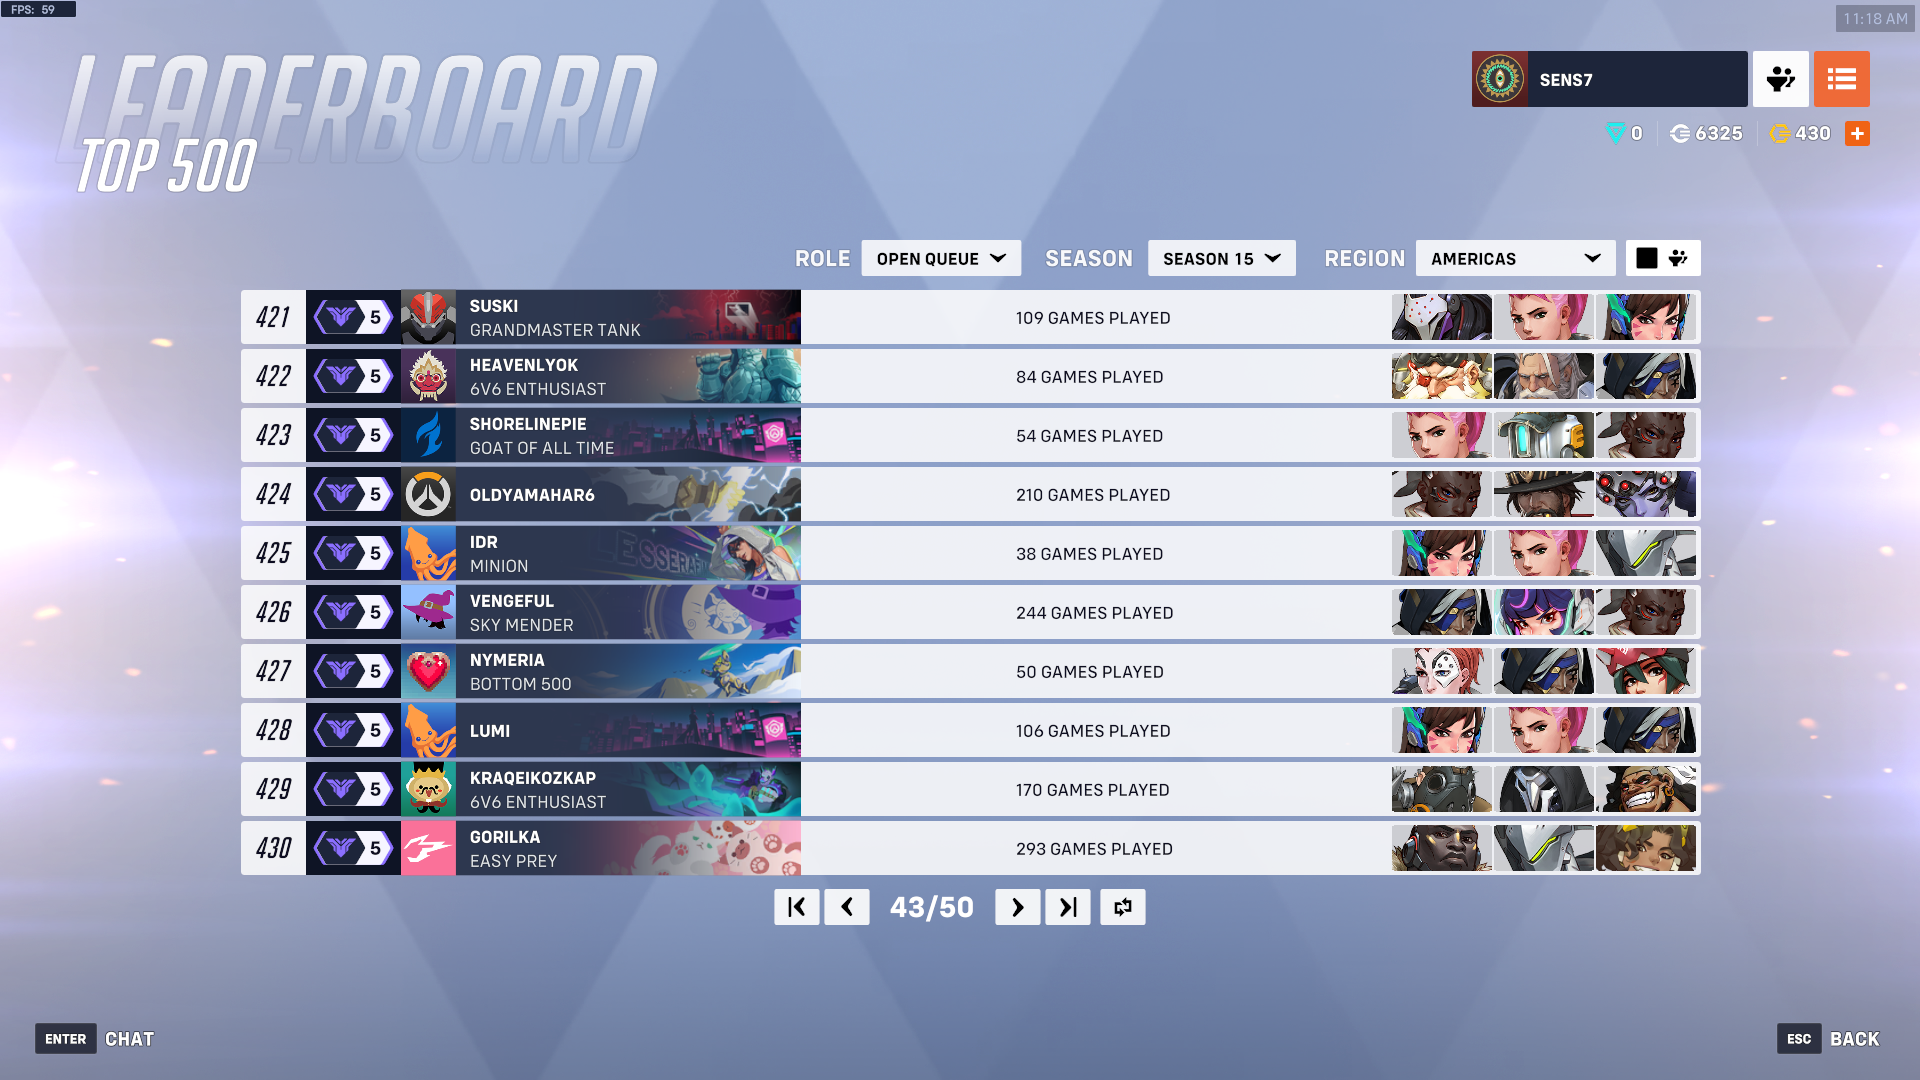 FPS: 59
11:18 AM
LEADERBOARD
TOP 500
SENS7
0 6325 430
ROLE OPEN QUEUE SEASON SEASON 15 REGION AMERICAS
421 5 SUSKI
GRANDMASTER TANK
109 GAMES PLAYED
422 5 HEAVENLYOK
6V6 ENTHUSIAST
84 GAMES PLAYED
423 5 SHORELINEPIE
GOAT OF ALL TIME
54 GAMES PLAYED
424 5 OLDYAMAHAR6
210 GAMES PLAYED
425 5 IDR
MINION
38 GAMES PLAYED
426 5 VENGEFUL
SKY MENDER
244 GAMES PLAYED
427 5 NYMERIA
BOTTOM 500
50 GAMES PLAYED
428 5 LUMI
106 GAMES PLAYED
429 5 KRAQEIKOZKAP
6V6 ENTHUSIAST
170 GAMES PLAYED
430 5 GORILKA
EASY PREY
293 GAMES PLAYED
43/50
ENTER CHAT
ESC BACK